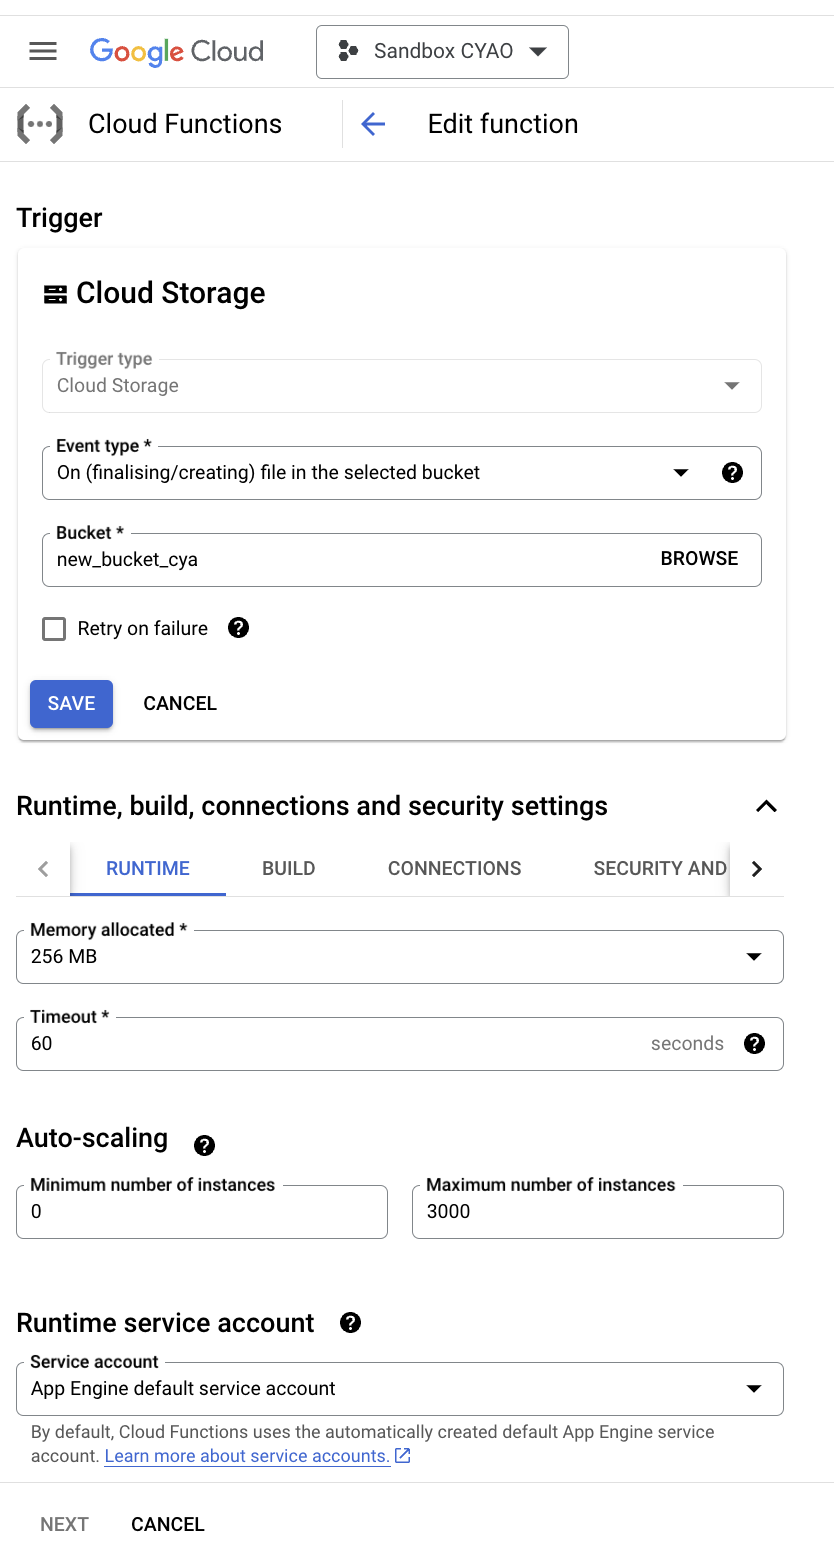 Google Cloud
Sandbox CYAO
Cloud Functions
Edit function
Trigger
Cloud Storage
Trigger type
Cloud Storage
Event type *
On (finalising/creating) file in the selected bucket
Bucket *
new_bucket_cya
BROWSE
Retry on failure
SAVE
CANCEL
Runtime, build, connections and security settings
RUNTIME
BUILD
CONNECTIONS
SECURITY AND
Memory allocated *
256 MB
Timeout *
60
seconds
Auto-scaling
Minimum number of instances
0
Maximum number of instances
3000
Runtime service account
Service account
App Engine default service account
By default, Cloud Functions uses the automatically created default App Engine service
account. Learn more about service accounts.
NEXT
CANCEL